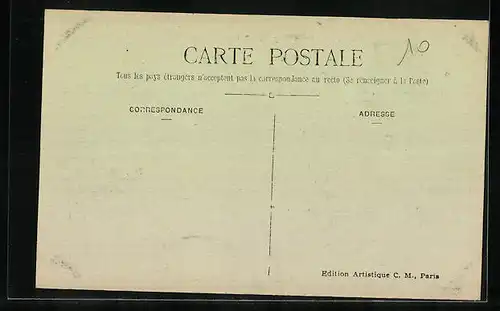 CARTE POSTALE
10
Tous les pays étrangers n'acceptent pas la correspondance au recto (Se renseigner à la Poste)
CORRESPONDANCE
ADRESSE
Edition Artistique C. M., Paris